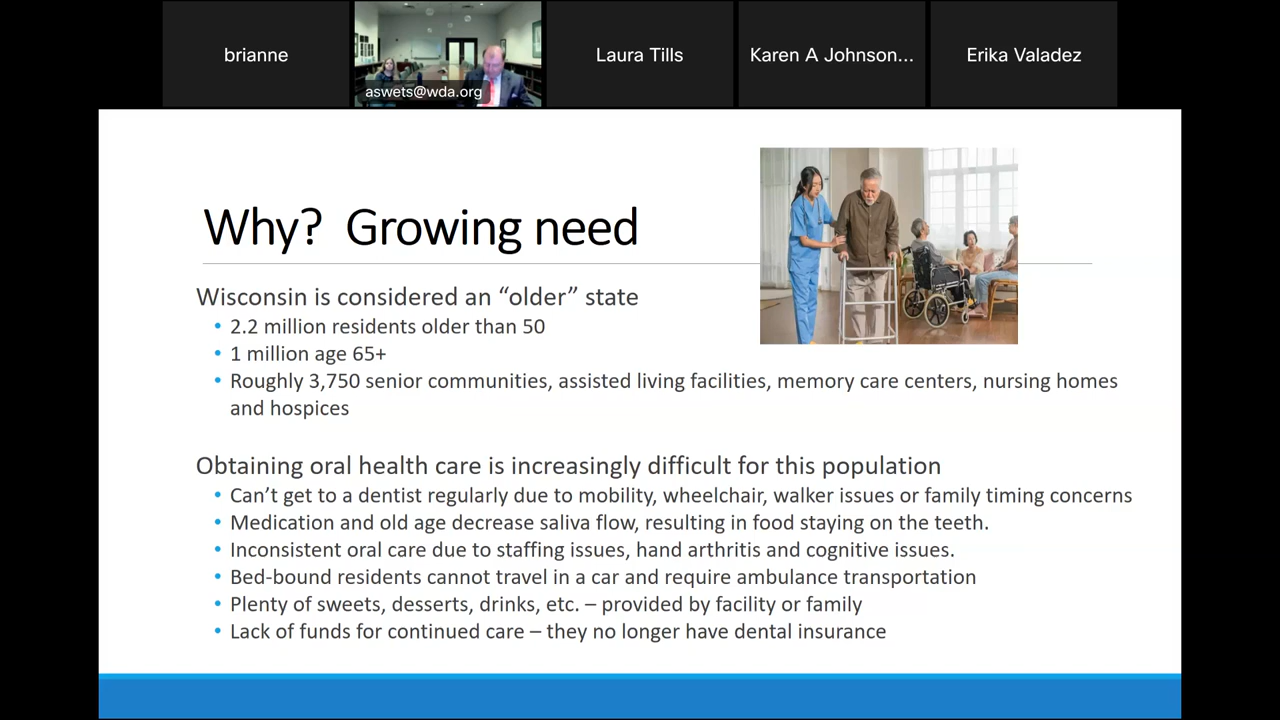 brianne
aswets@wda.org
Laura Tills
Karen A Johnson...
Erika Valadez
Why? Growing need
Wisconsin is considered an “older” state
• 2.2 million residents older than 50
• 1 million age 65+
• Roughly 3,750 senior communities, assisted living facilities, memory care centers, nursing homes
and hospices
Obtaining oral health care is increasingly difficult for this population
• Can’t get to a dentist regularly due to mobility, wheelchair, walker issues or family timing concerns
• Medication and old age decrease saliva flow, resulting in food staying on the teeth.
• Inconsistent oral care due to staffing issues, hand arthritis and cognitive issues.
• Bed-bound residents cannot travel in a car and require ambulance transportation
• Plenty of sweets, desserts, drinks, etc. – provided by facility or family
• Lack of funds for continued care – they no longer have dental insurance